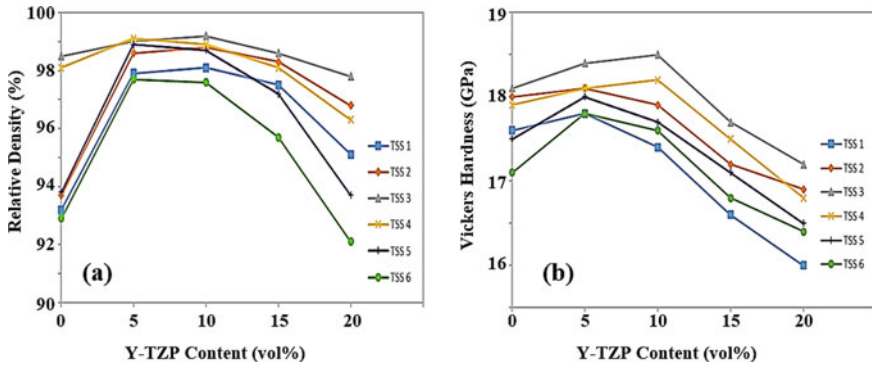 100
98
96
94
92
90
Relative Density (%)
0 5 10 15 20
Y-TZP Content (vol%)
(a)
TSS 1
TSS 2
TSS 3
TSS 4
TSS 5
TSS 6
19
18
17
16
Vickers Hardness (GPa)
0 5 10 15 20
Y-TZP Content (vol%)
(b)
TSS 1
TSS 2
TSS 3
TSS 4
TSS 5
TSS 6